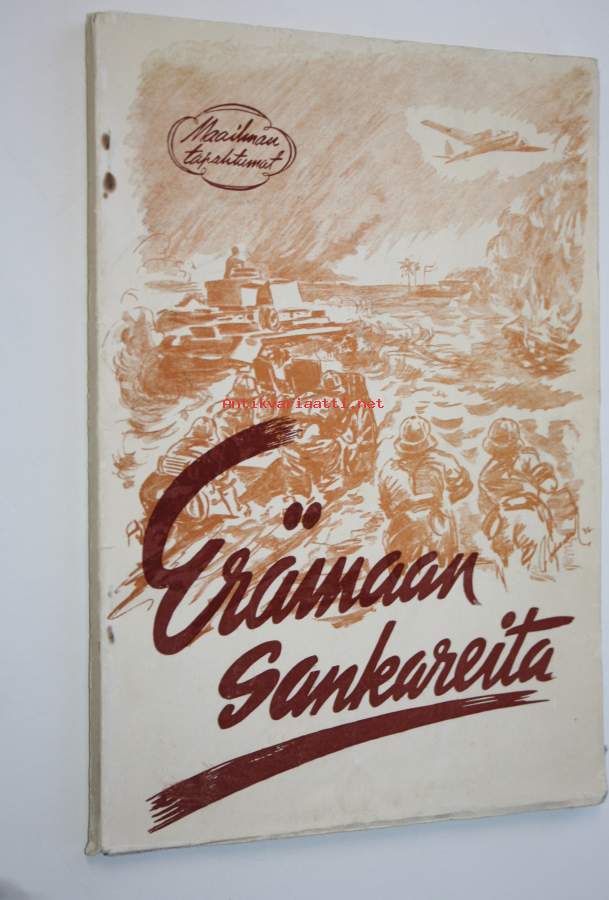 Maailman
tapahtumat
Antikvariaatti.net
Erämaan
Sankareita